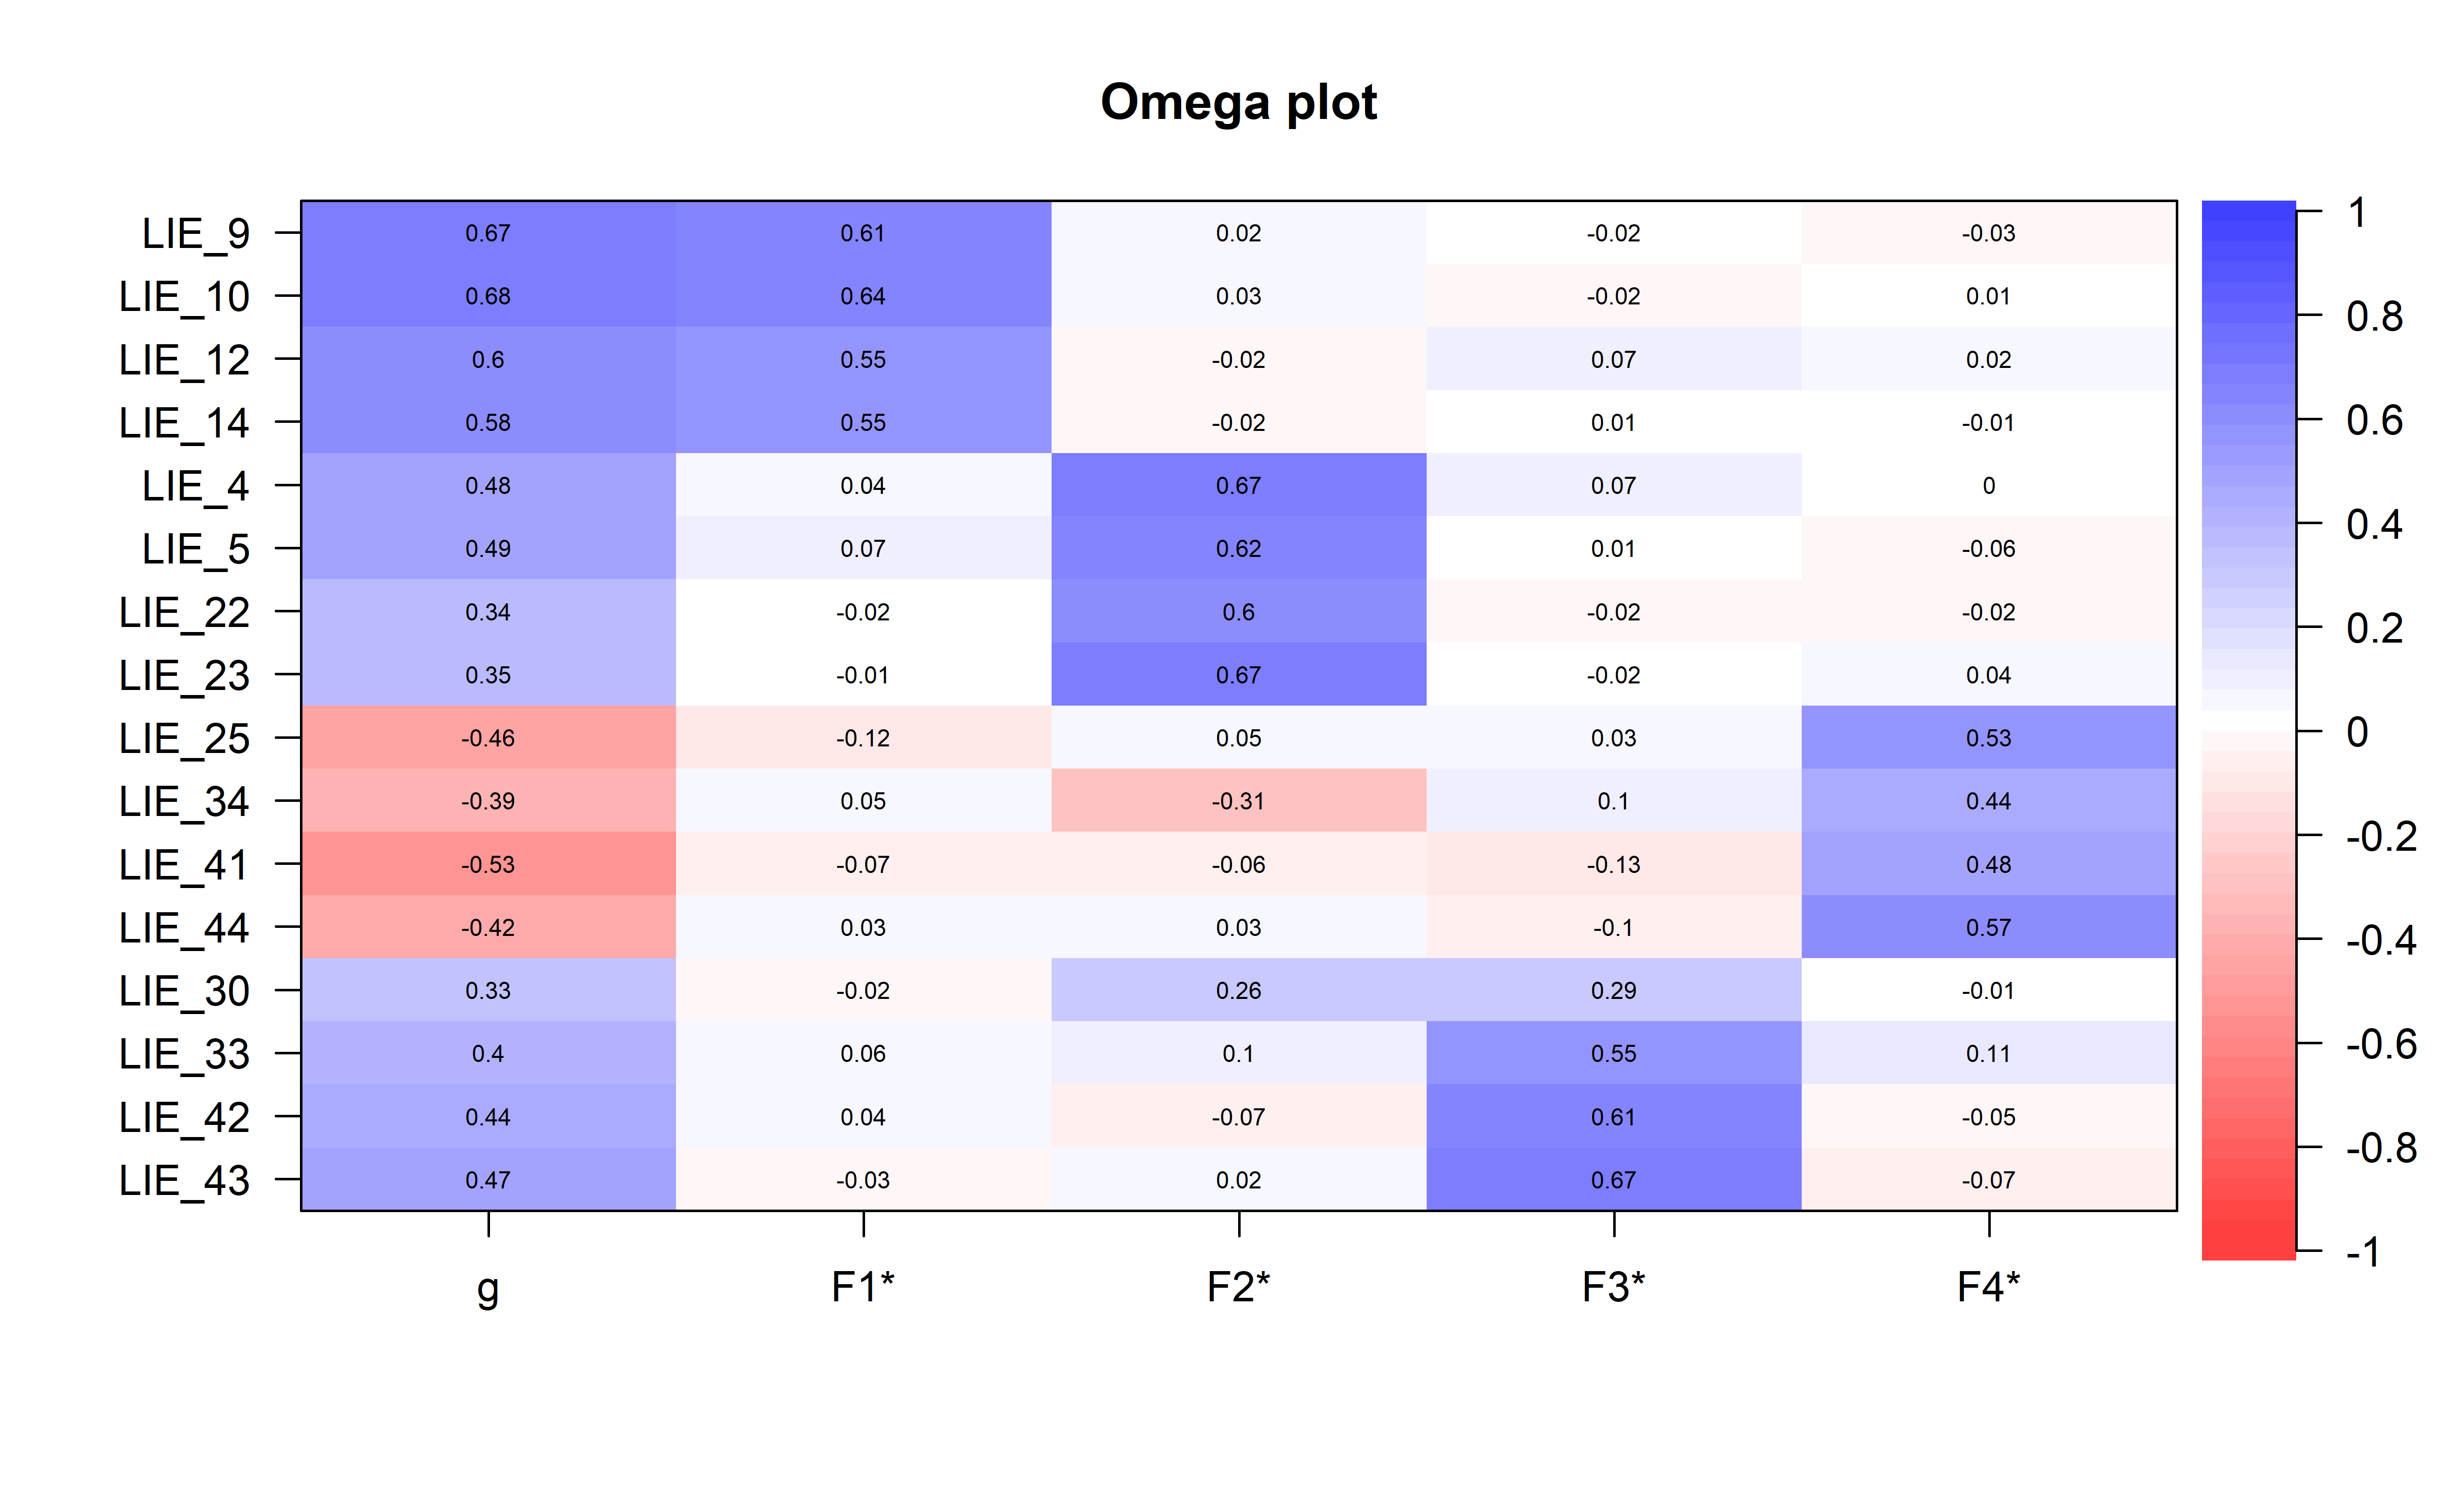 Omega plot
LIE_9 0.67 0.61 0.02 -0.02 -0.03
LIE_10 0.68 0.64 0.03 -0.02 0.01
LIE_12 0.6 0.55 -0.02 0.07 0.02
LIE_14 0.58 0.55 -0.02 0.01 -0.01
LIE_4 0.48 0.04 0.67 0.07 0
LIE_5 0.49 0.07 0.62 0.01 -0.06
LIE_22 0.34 -0.02 0.6 -0.02 -0.02
LIE_23 0.35 -0.01 0.67 -0.02 0.04
LIE_25 -0.46 -0.12 0.05 0.03 0.53
LIE_34 -0.39 0.05 -0.31 0.1 0.44
LIE_41 -0.53 -0.07 -0.06 -0.13 0.48
LIE_44 -0.42 0.03 0.03 -0.1 0.57
LIE_30 0.33 -0.02 0.26 0.29 -0.01
LIE_33 0.4 0.06 0.1 0.55 0.11
LIE_42 0.44 0.04 -0.07 0.61 -0.05
LIE_43 0.47 -0.03 0.02 0.67 -0.07
g F1* F2* F3* F4*
1
0.8
0.6
0.4
0.2
0
-0.2
-0.4
-0.6
-0.8
-1